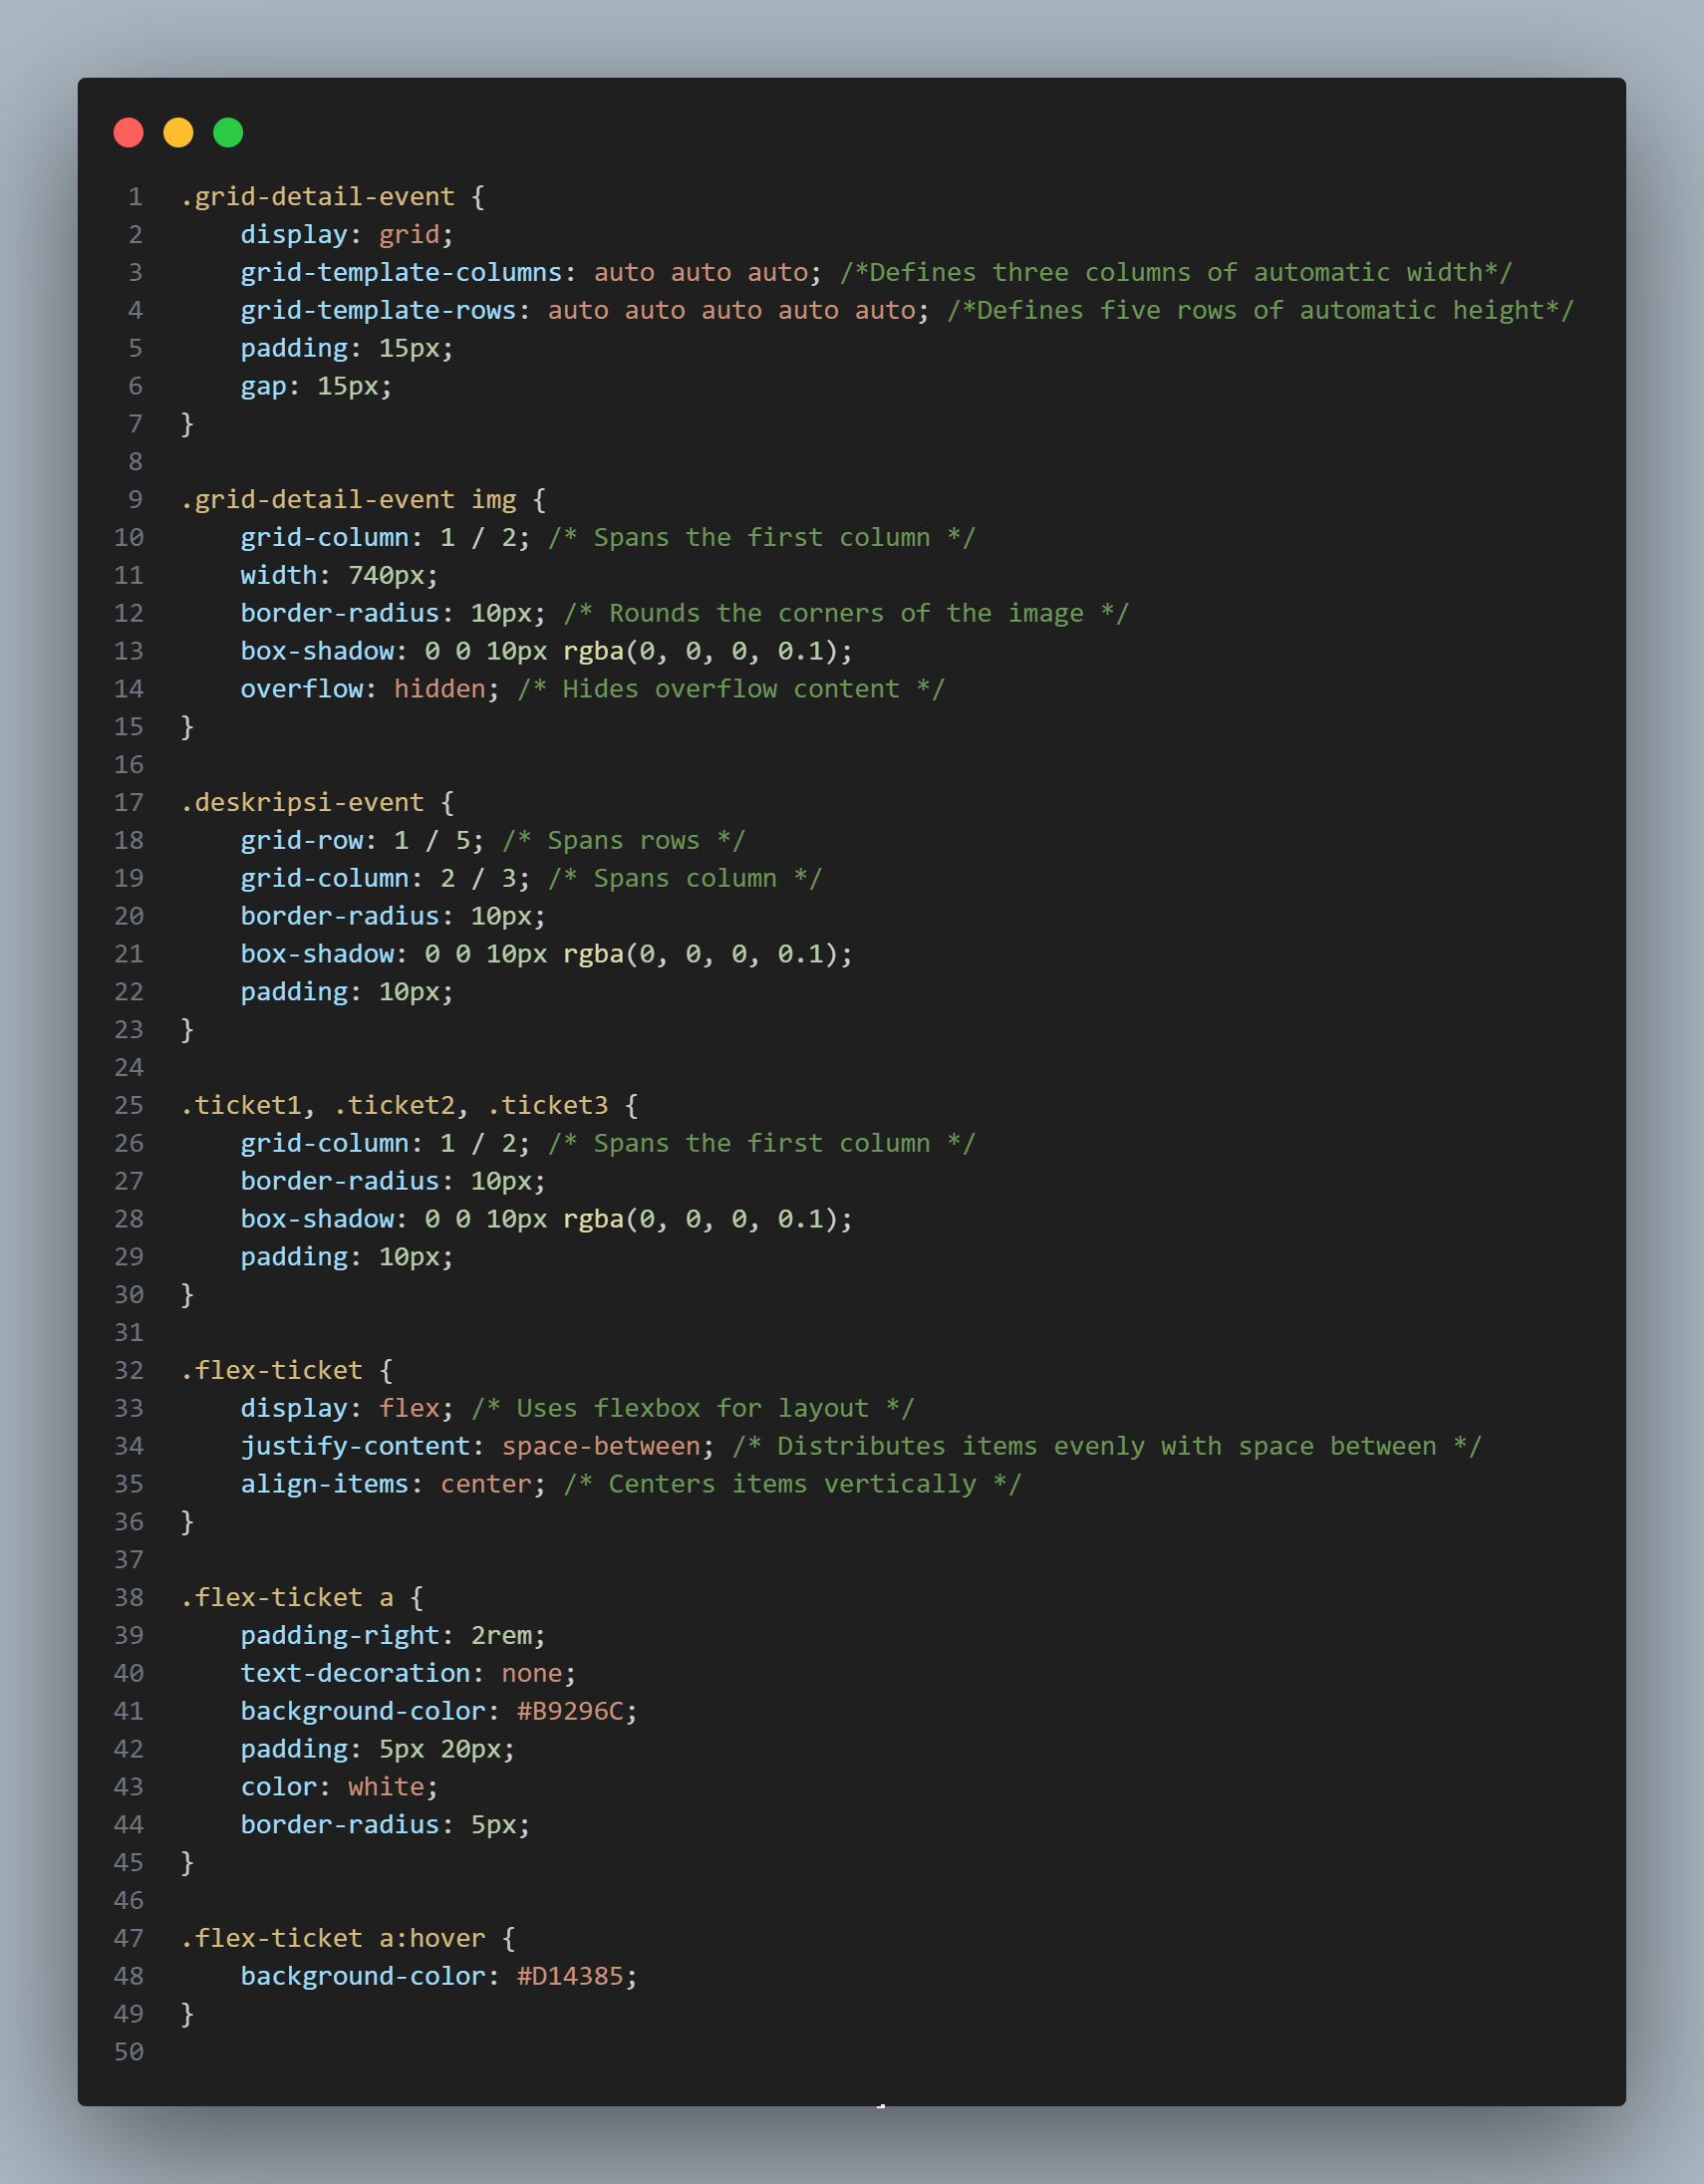 1 .grid-detail-event {
2     display: grid;
3     grid-template-columns: auto auto auto; /*Defines three columns of automatic width*/
4     grid-template-rows: auto auto auto auto auto; /*Defines five rows of automatic height*/
5     padding: 15px;
6     gap: 15px;
7 }
8
9 .grid-detail-event img {
10     grid-column: 1 / 2; /* Spans the first column */
11     width: 740px;
12     border-radius: 10px; /* Rounds the corners of the image */
13     box-shadow: 0 0 10px rgba(0, 0, 0, 0.1);
14     overflow: hidden; /* Hides overflow content */
15 }
16
17 .deskripsi-event {
18     grid-row: 1 / 5; /* Spans rows */
19     grid-column: 2 / 3; /* Spans column */
20     border-radius: 10px;
21     box-shadow: 0 0 10px rgba(0, 0, 0, 0.1);
22     padding: 10px;
23 }
24
25 .ticket1, .ticket2, .ticket3 {
26     grid-column: 1 / 2; /* Spans the first column */
27     border-radius: 10px;
28     box-shadow: 0 0 10px rgba(0, 0, 0, 0.1);
29     padding: 10px;
30 }
31
32 .flex-ticket {
33     display: flex; /* Uses flexbox for layout */
34     justify-content: space-between; /* Distributes items evenly with space between */
35     align-items: center; /* Centers items vertically */
36 }
37
38 .flex-ticket a {
39     padding-right: 2rem;
40     text-decoration: none;
41     background-color: #B9296C;
42     padding: 5px 20px;
43     color: white;
44     border-radius: 5px;
45 }
46
47 .flex-ticket a:hover {
48     background-color: #D14385;
49 }
50